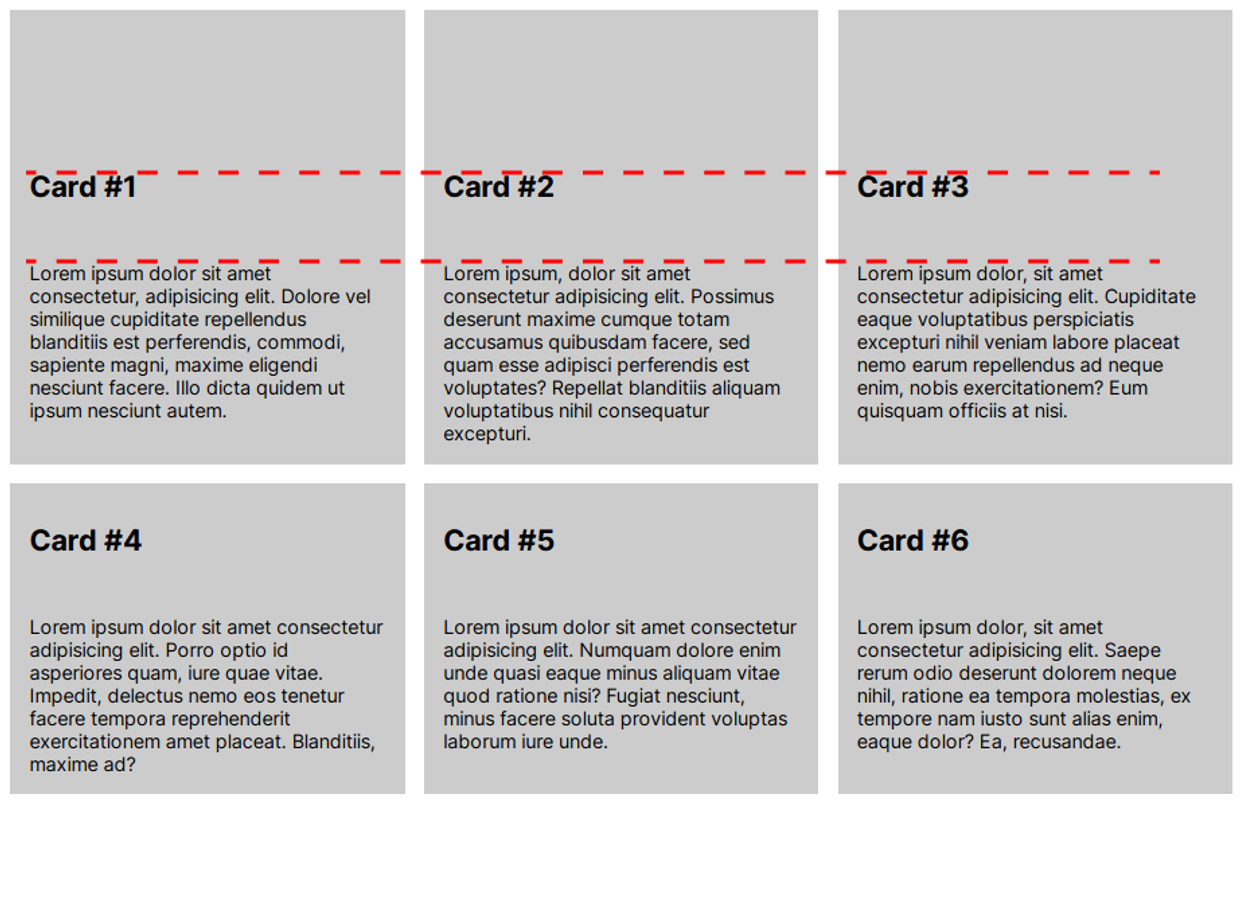 Card #1
Lorem ipsum dolor sit amet
consectetur, adipisicing elit. Dolore vel
similique cupiditate repellendus
blanditiis est perferendis, commodi,
sapiente magni, maxime eligendi
nesciunt facere. Illo dicta quidem ut
ipsum nesciunt autem.
Card #2
Lorem ipsum, dolor sit amet
consectetur adipisicing elit. Possimus
deserunt maxime cumque totam
accusamus quibusdam facere, sed
quam esse adipisci perferendis est
voluptates? Repellat blanditiis aliquam
voluptatibus nihil consequatur
excepturi.
Card #3
Lorem ipsum dolor, sit amet
consectetur adipisicing elit. Cupiditate
eaque voluptatibus perspiciatis
excepturi nihil veniam labore placeat
nemo earum repellendus ad neque
enim, nobis exercitationem? Eum
quisquam officiis at nisi.
Card #4
Lorem ipsum dolor sit amet consectetur
adipisicing elit. Porro optio id
asperiores quam, iure quae vitae.
Impedit, delectus nemo eos tenetur
facere tempora reprehenderit
exercitationem amet placeat. Blanditiis,
maxime ad?
Card #5
Lorem ipsum dolor sit amet consectetur
adipisicing elit. Numquam dolore enim
unde quasi eaque minus aliquam vitae
quod ratione nisi? Fugiat nesciunt,
minus facere soluta provident voluptas
laborum iure unde.
Card #6
Lorem ipsum dolor, sit amet
consectetur adipisicing elit. Saepe
rerum odio deserunt dolorem neque
nihil, ratione ea tempora molestias, ex
tempore nam iusto sunt alias enim,
eaque dolor? Ea, recusandae.